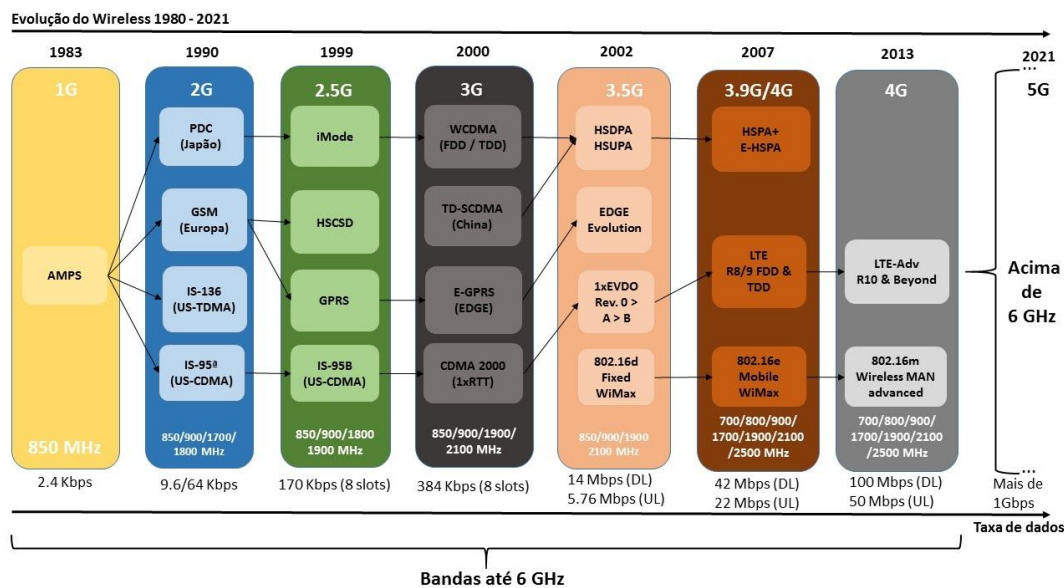 Evolução do Wireless 1980 - 2021
1983
1990
1999
2000
2002
2007
2013
2021
1G
2G
2.5G
3G
3.5G
3.9G/4G
4G
...
5G
PDC
(Japão)
iMode
WCDMA
(FDD / TDD)
HSDPA
HSUPA
HSPA+
E-HSPA
GSM
(Europa)
HSCSD
TD-SCDMA
(China)
EDGE
Evolution
AMPS
IS-136
(US-TDMA)
GPRS
E-GPRS
(EDGE)
1xEVDO
Rev. 0 >
A > B
LTE
R8/9 FDD &
TDD
LTE-Adv
R10 & Beyond
Acima
de
6 GHz
IS-95ª
(US-CDMA)
IS-95B
(US-CDMA)
CDMA 2000
(1xRTT)
802.16d
Fixed
WiMax
802.16e
Mobile
WiMax
802.16m
Wireless MAN
advanced
850 MHz
850/900/1700/
1800 MHz
850/900/1800
1900 MHz
850/900/1900/
2100 MHz
850/900/1900
2100 MHz
700/800/900/
1700/1900/2100
/2500 MHz
700/800/900/
1700/1900/2100
/2500 MHz
...
2.4 Kbps
9.6/64 Kbps
170 Kbps (8 slots)
384 Kbps (8 slots)
14 Mbps (DL)
5.76 Mbps (UL)
42 Mbps (DL)
22 Mbps (UL)
100 Mbps (DL)
50 Mbps (UL)
Mais de
1Gbps
Taxa de dados
Bandas até 6 GHz